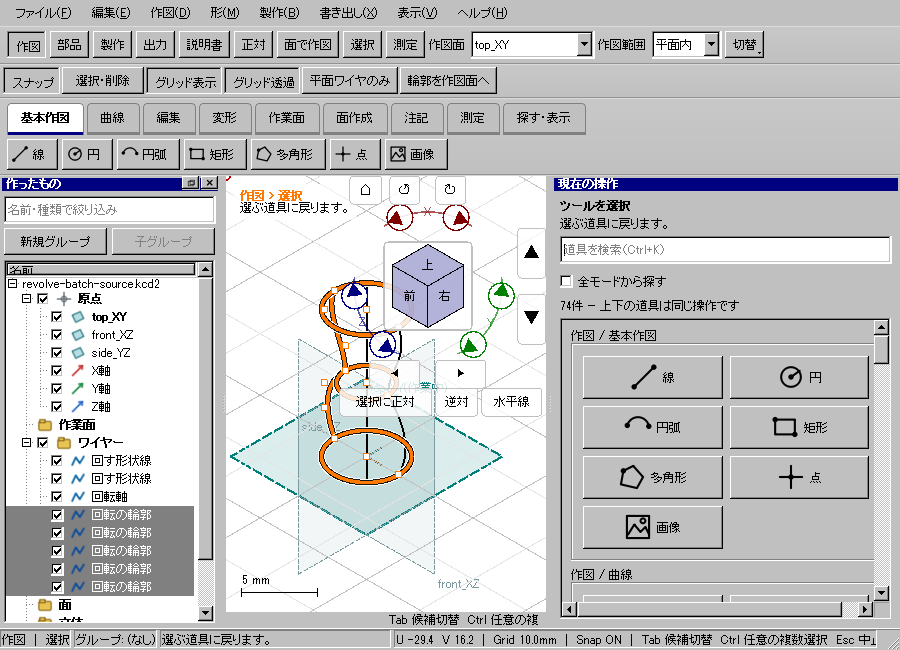 ファイル(F) 編集(E) 作図(D) 形(M) 製作(B) 書き出し(X) 表示(V) ヘルプ(H)
作図 部品 製作 出力 説明書 正対 面で作図 選択 測定 作図面 top_XY 作図範囲 平面内 切替
スナップ 選択・削除 グリッド表示 グリッド透過 平面ワイヤのみ 輪郭を作図面へ
基本作図 曲線 編集 変形 作業面 面作成 注記 測定 探す・表示
線 円 円弧 矩形 多角形 点 画像
作ったもの
名前・種類で絞り込み
新規グループ 子グループ
名前
revolve-batch-source.kcd2
原点
top_XY
front_XZ
side_YZ
X軸
Y軸
Z軸
作業面
ワイヤー
回す形状線
回す形状線
回転軸
回転の輪郭
回転の輪郭
回転の輪郭
回転の輪郭
回転の輪郭
面
立体
作図 > 選択
選ぶ道具に戻ります。
X
上
前 右
Z
Y
選択に正対 逆対 水平線
front_XZ
5 mm
Tab 候補切替 Ctrl 任意の複
現在の操作
ツールを選択
選ぶ道具に戻ります。
道具を検索(Ctrl+K)
全モードから探す
74件 − 上下の道具は同じ操作です
作図 / 基本作図
線 円
円弧 矩形
多角形 点
画像
作図 / 曲線
作図 | 選択 グループ: (なし) 選ぶ道具に戻ります。 U -29.4 V 16.2 | Grid 10.0mm | Snap ON | Tab 候補切替 Ctrl 任意の複数選択 Esc 中